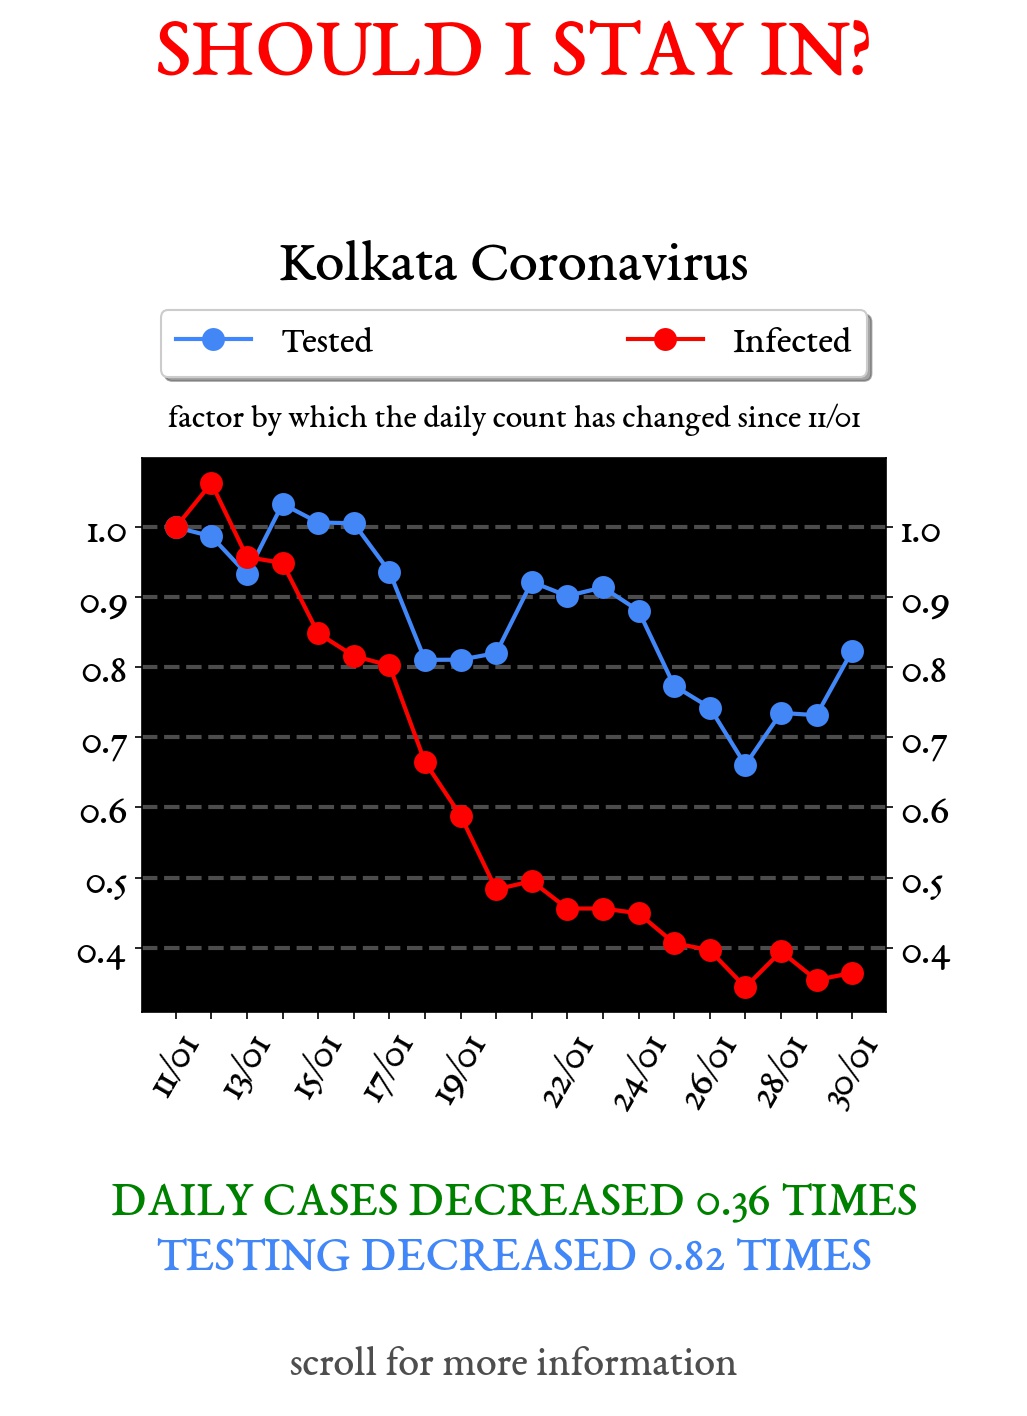 SHOULD I STAY IN?
Kolkata Coronavirus
Tested Infected
factor by which the daily count has changed since 11/01
1.0 1.0
0.9 0.9
0.8 0.8
0.7 0.7
0.6 0.6
0.5 0.5
0.4 0.4
11/01 13/01 15/01 17/01 19/01 22/01 24/01 26/01 28/01 30/01
DAILY CASES DECREASED 0.36 TIMES
TESTING DECREASED 0.82 TIMES
scroll for more information